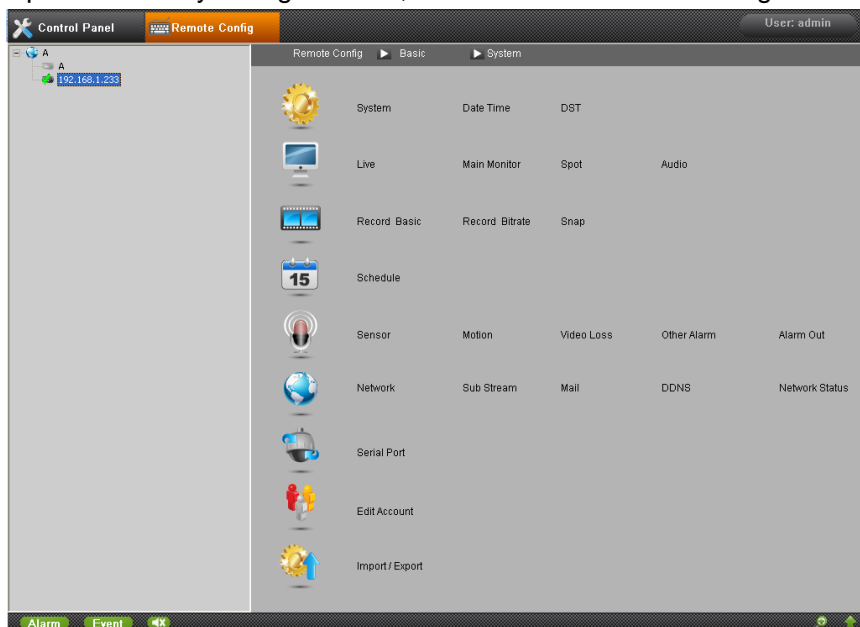 Control Panel Remote Config User: admin
A
A
192.168.1.233
Remote Config Basic System
System Date Time DST
Live Main Monitor Spot Audio
Record Basic Record Bitrate Snap
15 Schedule
Sensor Motion Video Loss Other Alarm Alarm Out
Network Sub Stream Mail DDNS Network Status
Serial Port
Edit Account
Import / Export
Alarm Event